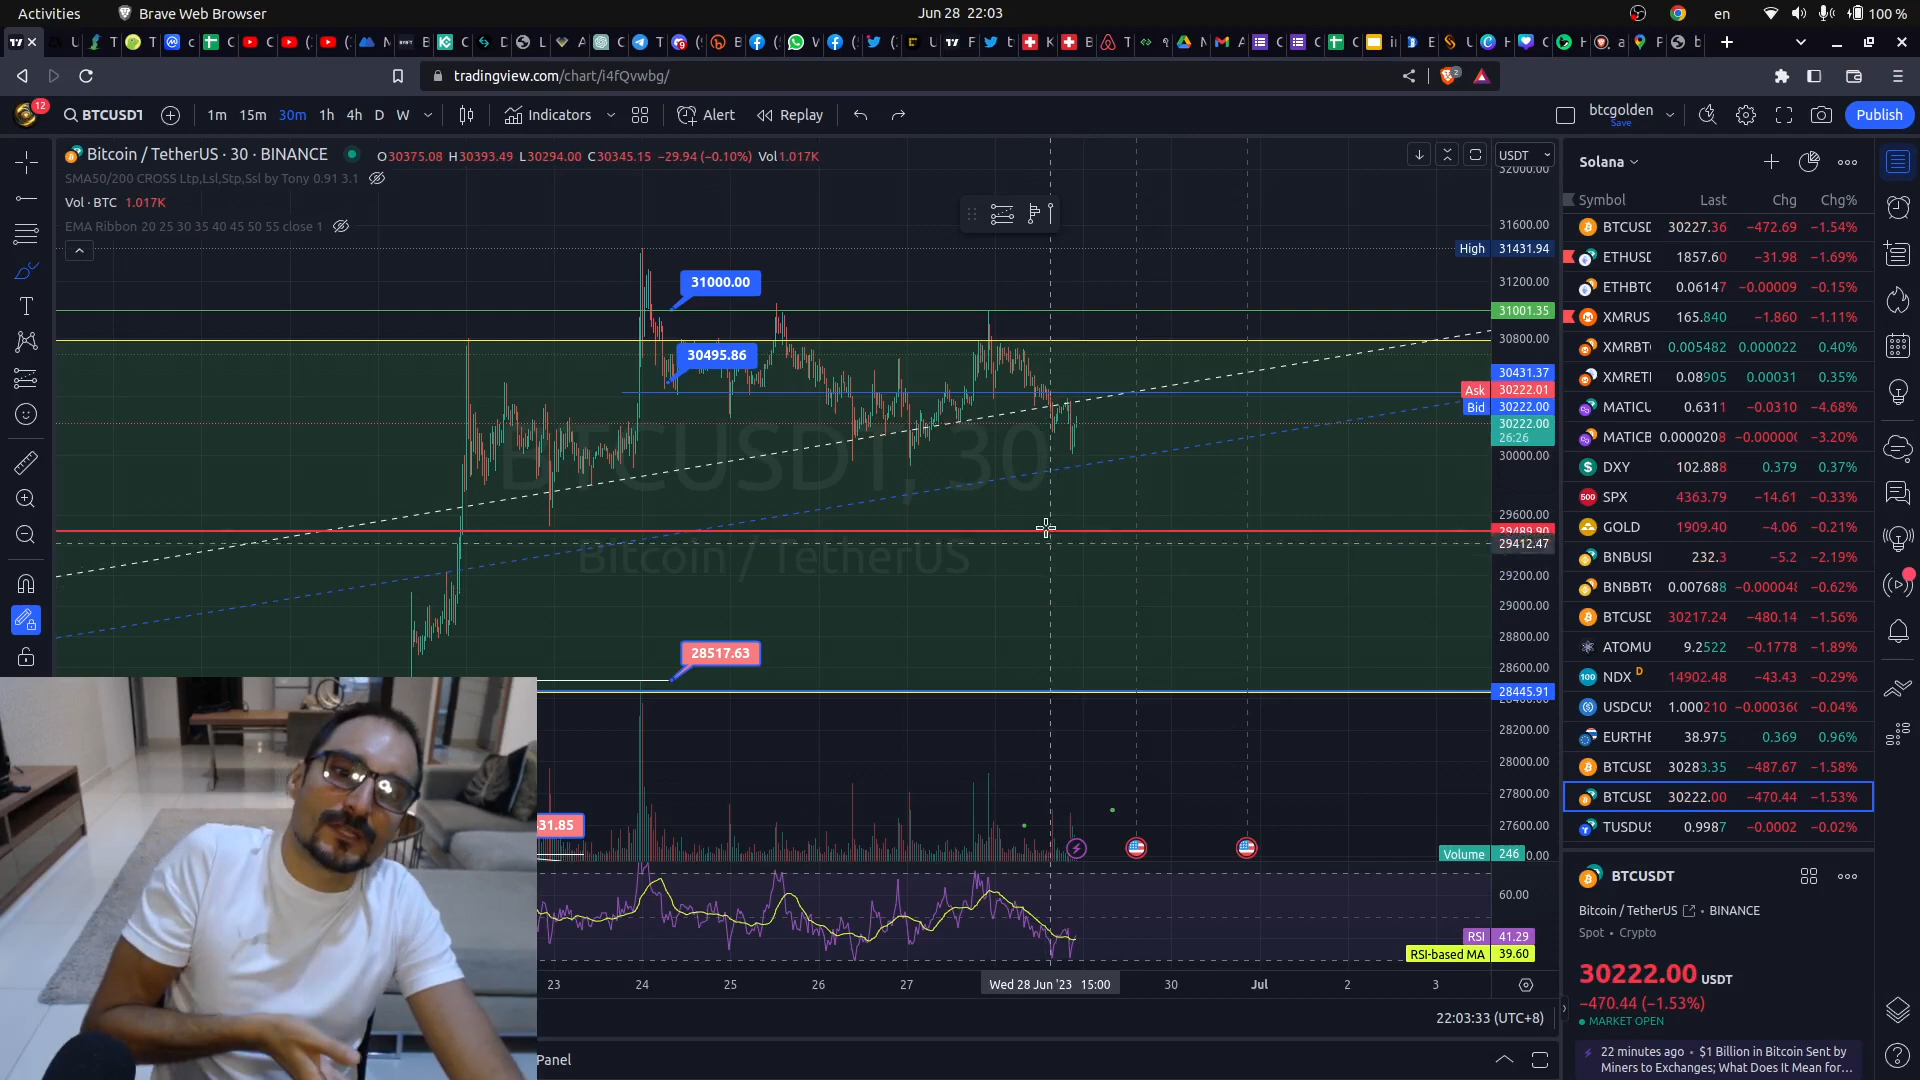 Activities
Brave Web Browser
Jun 28 22:03
en
100 %
tradingview.com/chart/i4fQvwbg/
12
BTCUSDT
1m 15m 30m 1h 4h D W
Indicators
Alert
Replay
btcgolden
Save
Publish
Bitcoin / TetherUS · 30 · BINANCE
O30375.08 H30393.49 L30294.00 C30345.15 −29.94 (−0.10%) Vol1.017K
SMA50/200 CROSS Ltp,Lsl,Stp,Ssl by Tony 0.91 3.1
Vol · BTC 1.017K
EMA Ribbon 20 25 30 35 40 45 50 55 close 1
USDT
32000.00
31600.00
High 31431.94
31200.00
31001.35
30800.00
30431.37
Ask 30222.01
Bid 30222.00
30222.00
26:26
30000.00
29600.00
29489.90
29412.47
29200.00
29000.00
28800.00
28600.00
28445.91
28400.00
28200.00
28000.00
27800.00
27600.00
Volume 246
0.00
60.00
RSI 41.29
RSI-based MA 39.60
31000.00
30495.86
BTCUSDT, 30
Bitcoin / TetherUS
28517.63
31.85
23 24 25 26 27 Wed 28 Jun '23 15:00 30 Jul 2 3
22:03:33 (UTC+8)
Panel
Solana
Symbol Last Chg Chg%
BTCUSD 30227.36 −472.69 −1.54%
ETHUSD 1857.60 −31.98 −1.69%
ETHBTC 0.06147 −0.00009 −0.15%
XMRUS 165.840 −1.860 −1.11%
XMRBT 0.005482 0.000022 0.40%
XMRETH 0.08905 0.00031 0.35%
MATICU 0.6311 −0.0310 −4.68%
MATICB 0.0000208 −0.000000 −3.20%
DXY 102.888 0.379 0.37%
500 SPX 4363.79 −14.61 −0.33%
GOLD 1909.40 −4.06 −0.21%
BNBUSI 232.3 −5.2 −2.19%
BNBBT 0.007688 −0.000048 −0.62%
BTCUSD 30217.24 −480.14 −1.56%
ATOMU 9.2522 −0.1778 −1.89%
100 NDX D 14902.48 −43.43 −0.29%
USDCU 1.000210 −0.000360 −0.04%
EURTHB 38.975 0.369 0.96%
BTCUSD 30283.35 −487.67 −1.58%
BTCUSD 30222.00 −470.44 −1.53%
TUSDUS 0.9987 −0.0002 −0.02%
BTCUSDT
Bitcoin / TetherUS • BINANCE
Spot • Crypto
30222.00 USDT
−470.44 (−1.53%)
MARKET OPEN
22 minutes ago • $1 Billion in Bitcoin Sent by
Miners to Exchanges; What Does It Mean for...